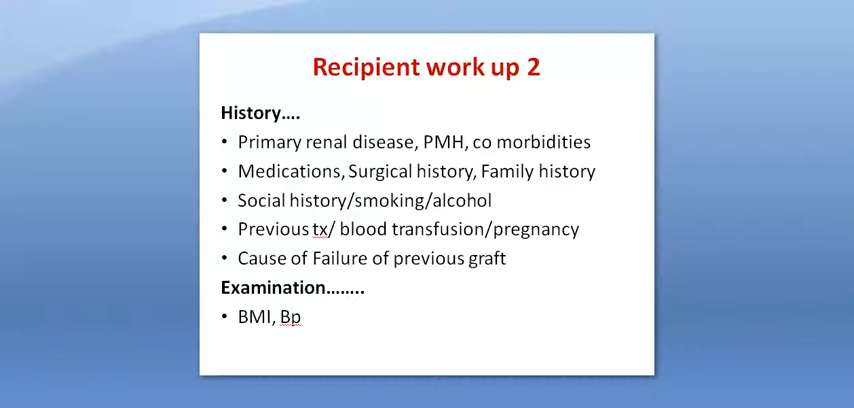 Recipient work up 2
History....
• Primary renal disease, PMH, co morbidities
• Medications, Surgical history, Family history
• Social history/smoking/alcohol
• Previous tx/ blood transfusion/pregnancy
• Cause of Failure of previous graft
Examination........
• BMI, Bp